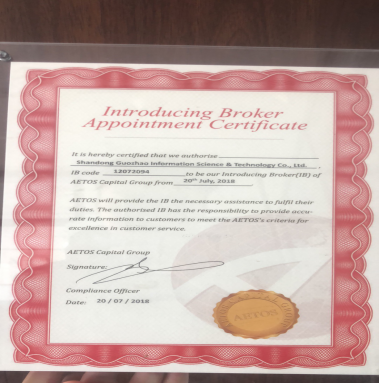 Introducing Broker
Appointment Certificate
It is hereby certified that we authorise
Shandong Guoshao Information Science & Technology Co., Ltd. ,
IB code 12072094 to be our Introducing Broker(IB) of
AETOS Capital Group from 20th July, 2018
AETOS will provide the IB the necessary assistance to fulfil their
duties. The authorised IB has the responsibility to provide accu-
rate information to customers to meet the AETOS's criteria for
excellence in customer service.
AETOS Capital Group
Signature:
Compliance Officer
Date: 20 / 07 / 2018
AETOS